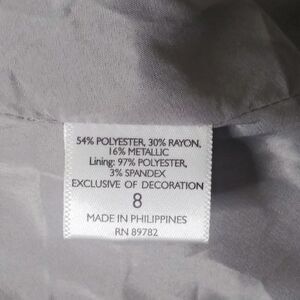 54% POLYESTER, 30% RAYON,
16% METALLIC
Lining: 97% POLYESTER,
3% SPANDEX
EXCLUSIVE OF DECORATION
8
MADE IN PHILIPPINES
RN 89782